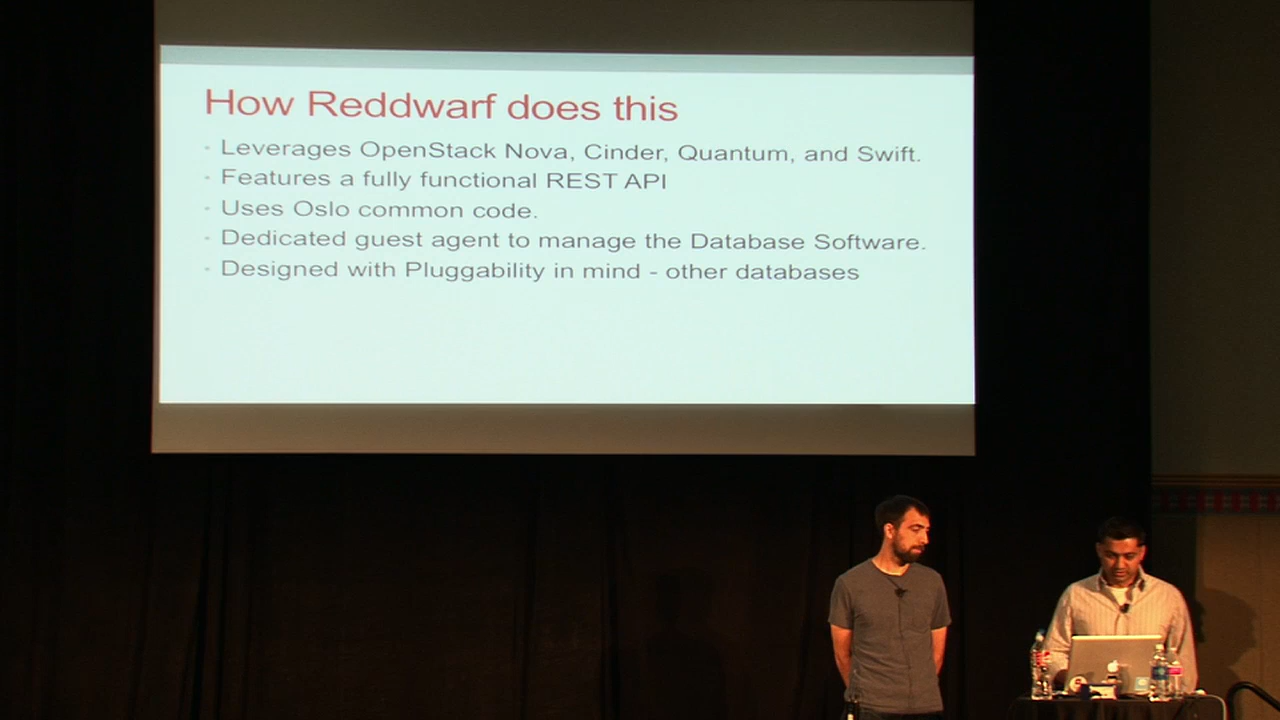 How Reddwarf does this
• Leverages OpenStack Nova, Cinder, Quantum, and Swift.
• Features a fully functional REST API
• Uses Oslo common code.
• Dedicated guest agent to manage the Database Software.
• Designed with Pluggability in mind - other databases